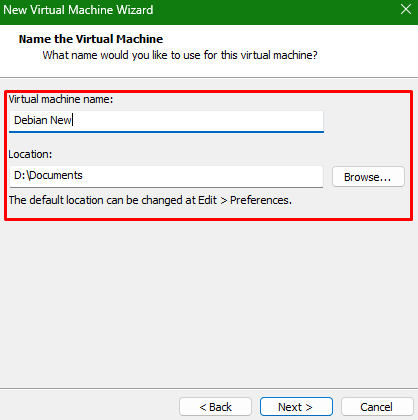 New Virtual Machine Wizard
Name the Virtual Machine
What name would you like to use for this virtual machine?
Virtual machine name:
Debian New
Location:
D:\Documents
Browse...
The default location can be changed at Edit > Preferences.
< Back
Next >
Cancel